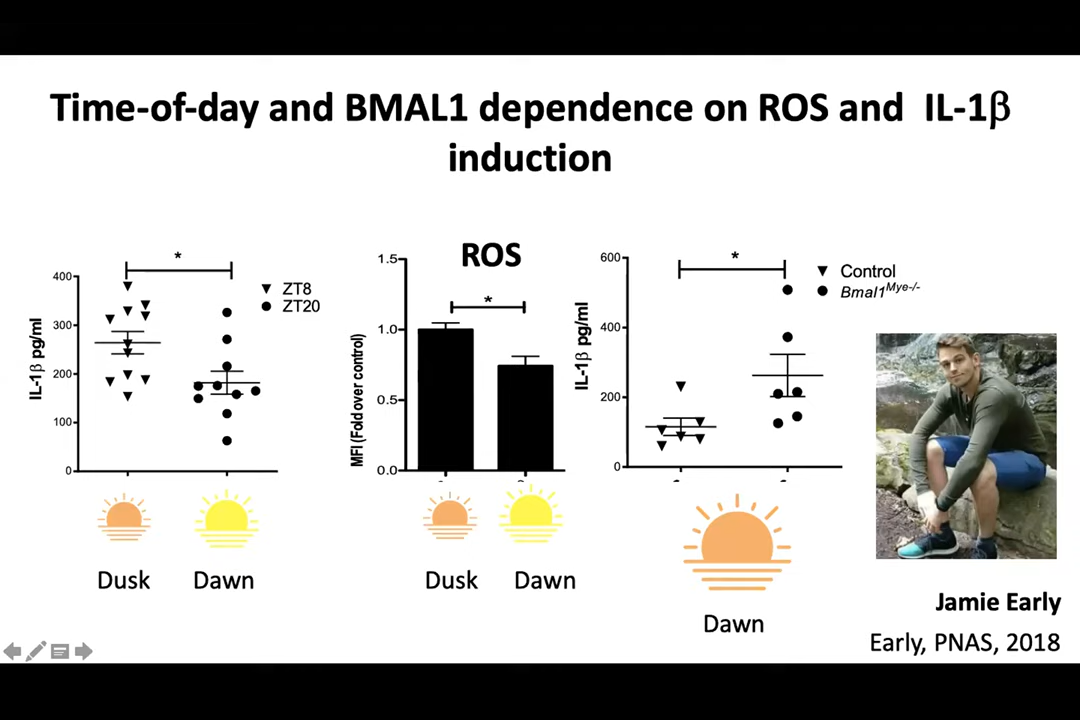 Time-of-day and BMAL1 dependence on ROS and IL-1β
induction
*
400
300
200
100
0
IL-1β pg/ml
ZT8
ZT20
Dusk
Dawn
ROS
*
1.5
1.0
0.5
0.0
MFI (Fold over control)
Dusk
Dawn
*
600
400
200
0
IL-1β pg/ml
Control
Bmal1Mye-/-
Dawn
Jamie Early
Early, PNAS, 2018